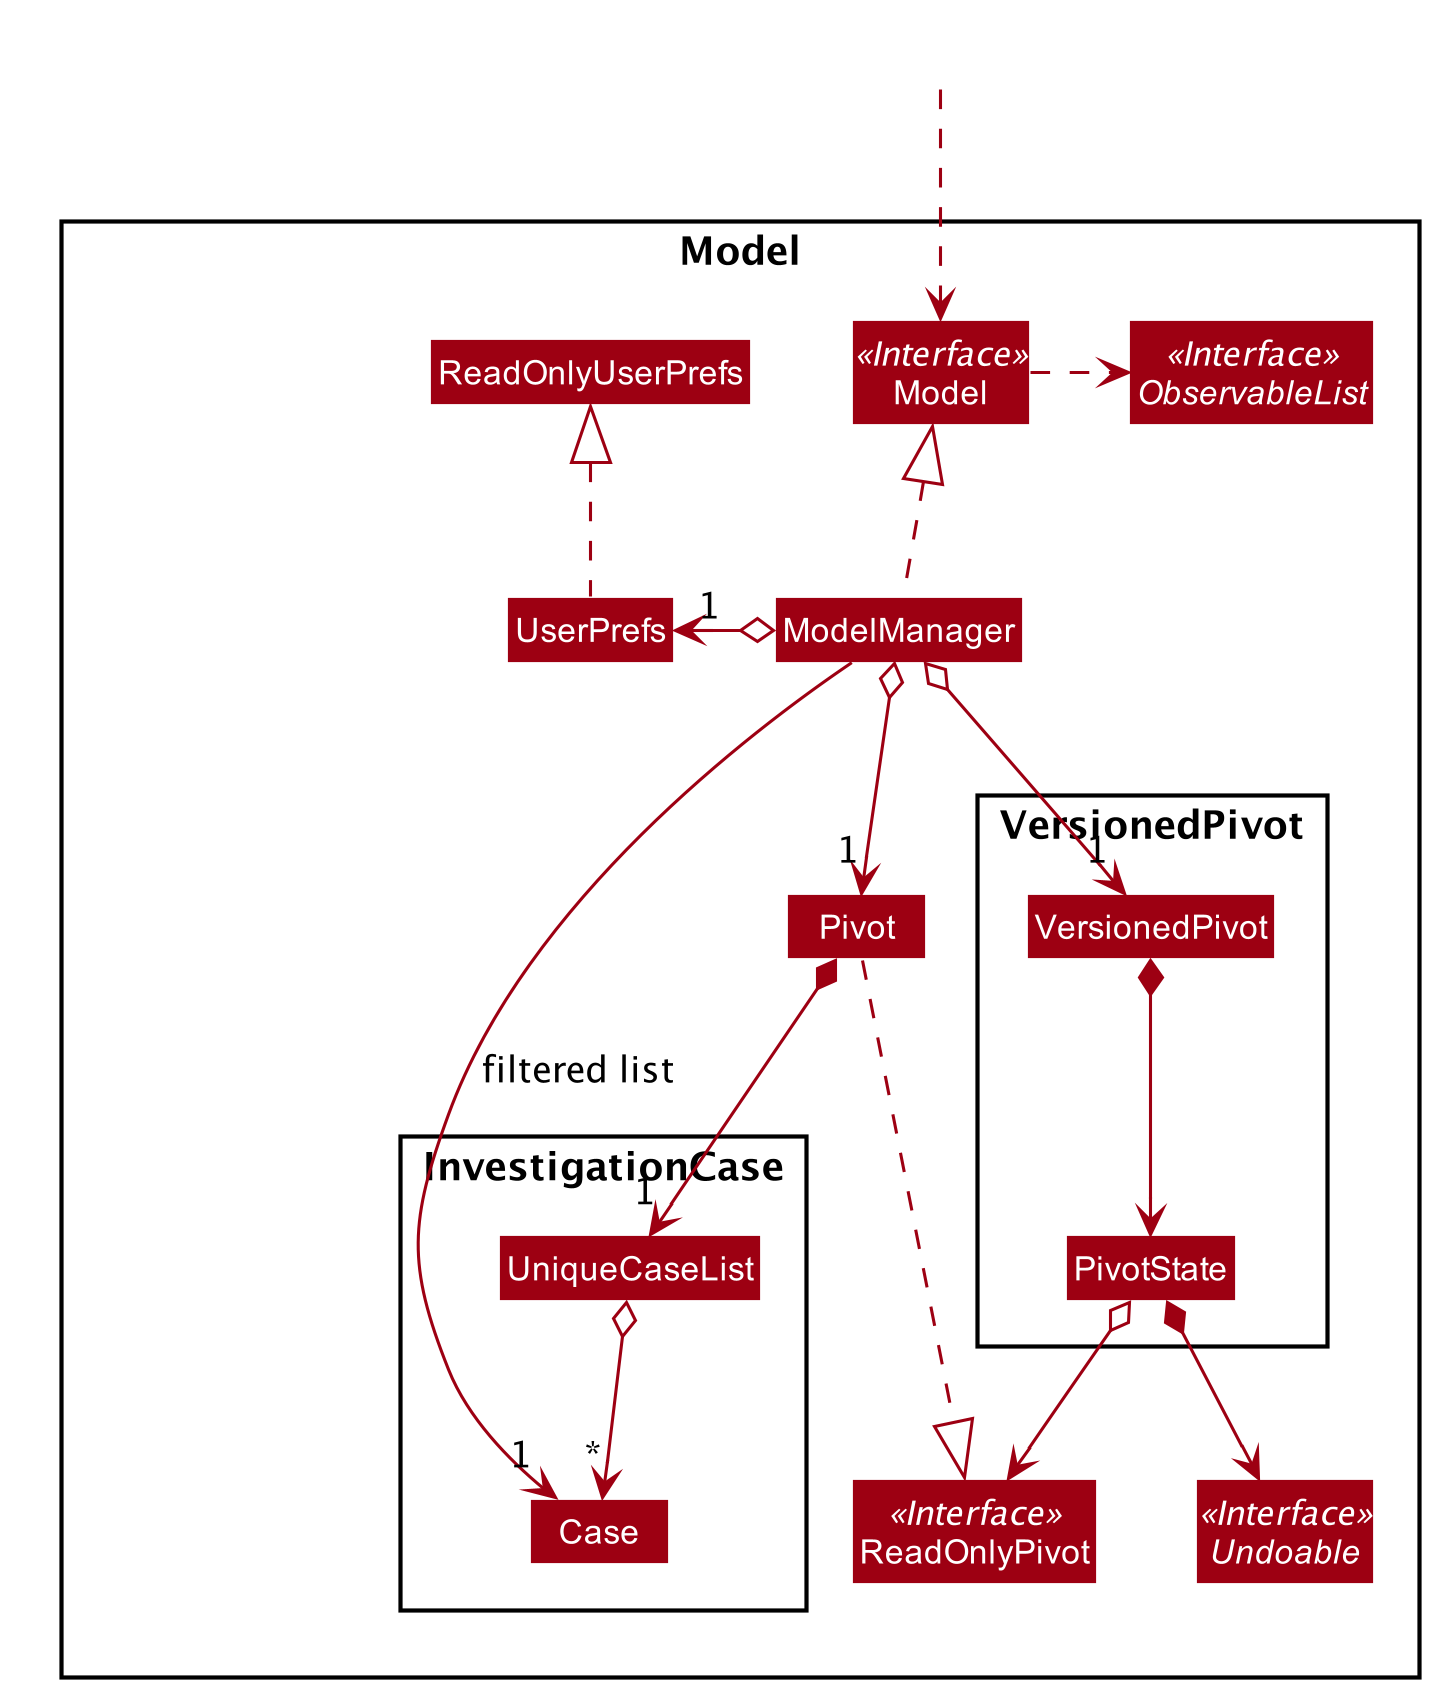 Model
«Interface»
Model
«Interface»
ObservableList
ReadOnlyUserPrefs
UserPrefs
1
ModelManager
VersionedPivot
1
1
Pivot
VersionedPivot
filtered list
InvestigationCase
1
UniqueCaseList
PivotState
*
1
Case
«Interface»
ReadOnlyPivot
«Interface»
Undoable